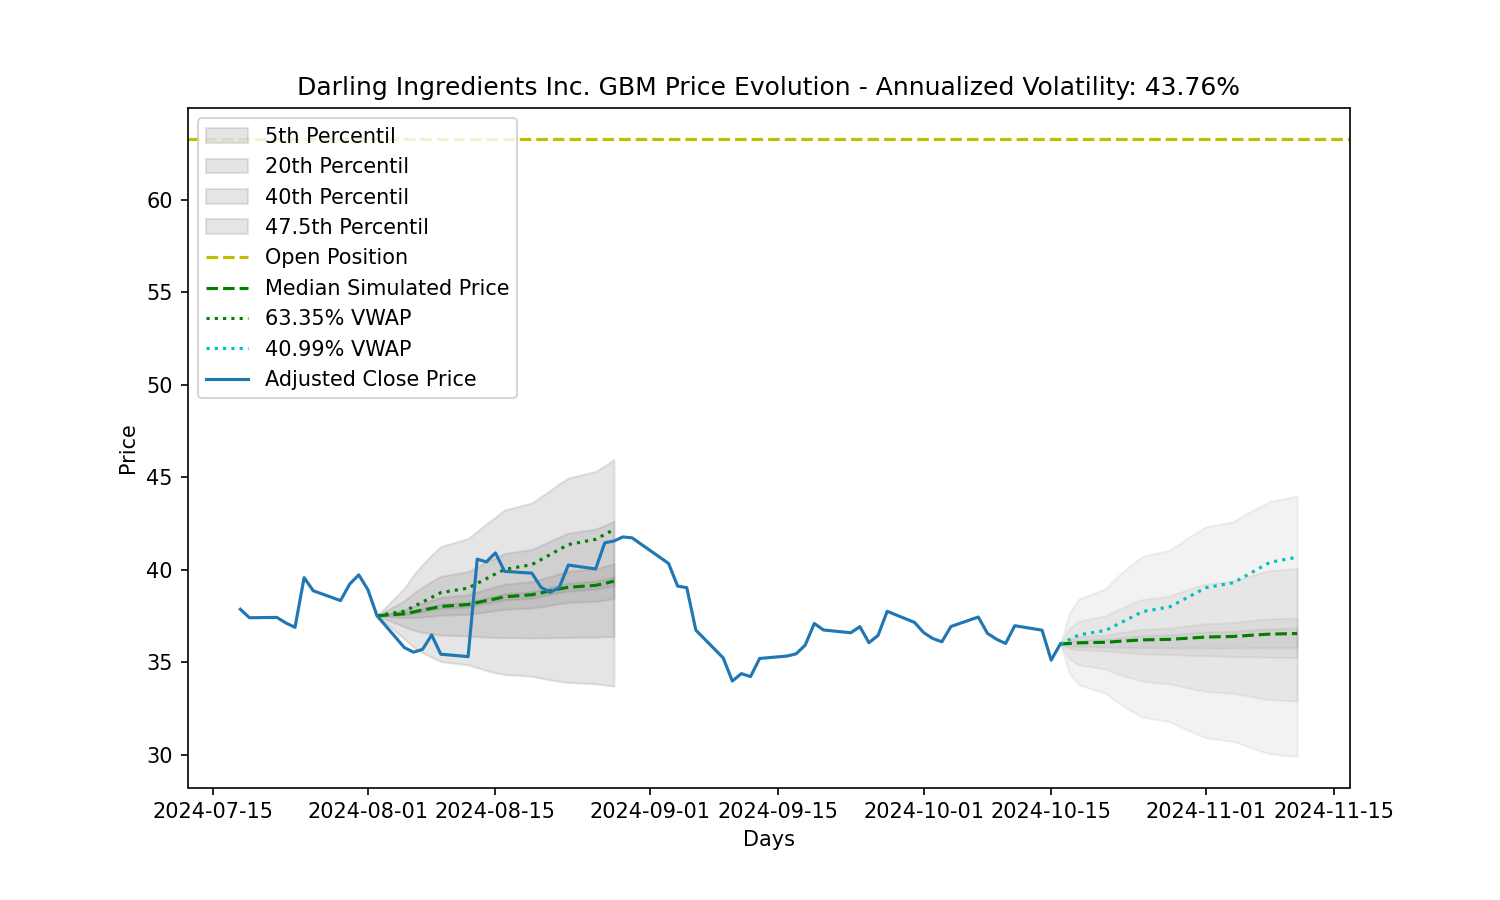 Darling Ingredients Inc. GBM Price Evolution - Annualized Volatility: 43.76%
5th Percentil
20th Percentil
40th Percentil
47.5th Percentil
Open Position
Median Simulated Price
63.35% VWAP
40.99% VWAP
Adjusted Close Price
Price
60
55
50
45
40
35
30
2024-07-15 2024-08-01 2024-08-15 2024-09-01 2024-09-15 2024-10-01 2024-10-15 2024-11-01 2024-11-15
Days